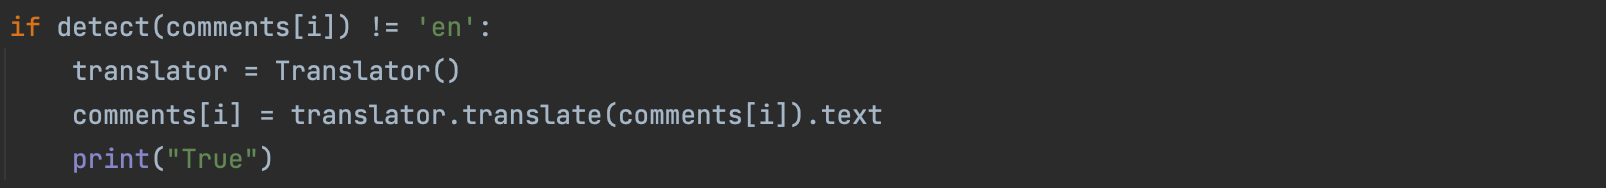 if detect(comments[i]) != 'en':
    translator = Translator()
    comments[i] = translator.translate(comments[i]).text
    print("True")